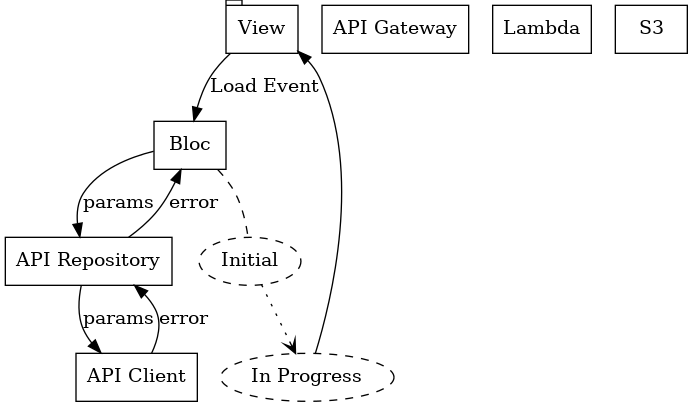 View
API Gateway
Lambda
S3
Load Event
Bloc
params
error
API Repository
Initial
params
error
API Client
In Progress